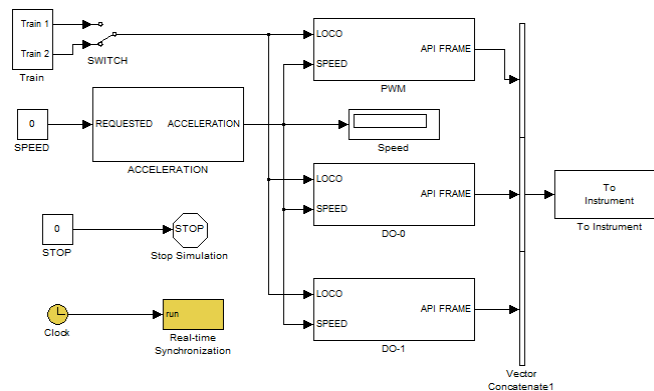 Train 1
Train 2
Train
SWITCH
LOCO
SPEED
API FRAME
PWM
0
SPEED
REQUESTED
ACCELERATION
ACCELERATION
Speed
LOCO
SPEED
API FRAME
DO-0
To
Instrument
To Instrument
0
STOP
STOP
Stop Simulation
LOCO
SPEED
API FRAME
DO-1
Clock
run
Real-time
Synchronization
Vector
Concatenate1